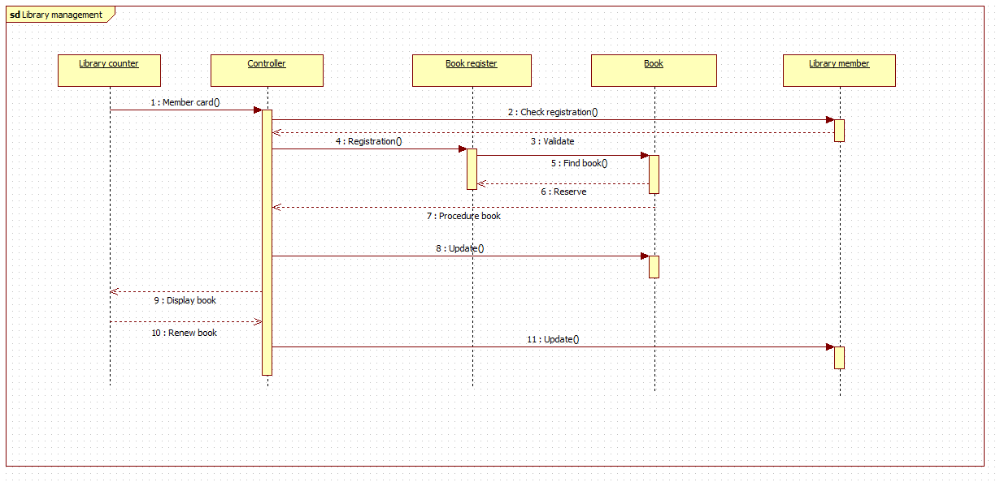 sd Library management
Library counter
Controller
Book register
Book
Library member
1 : Member card()
2 : Check registration()
4 : Registration()
3 : Validate
5 : Find book()
6 : Reserve
7 : Procedure book
8 : Update()
9 : Display book
10 : Renew book
11 : Update()